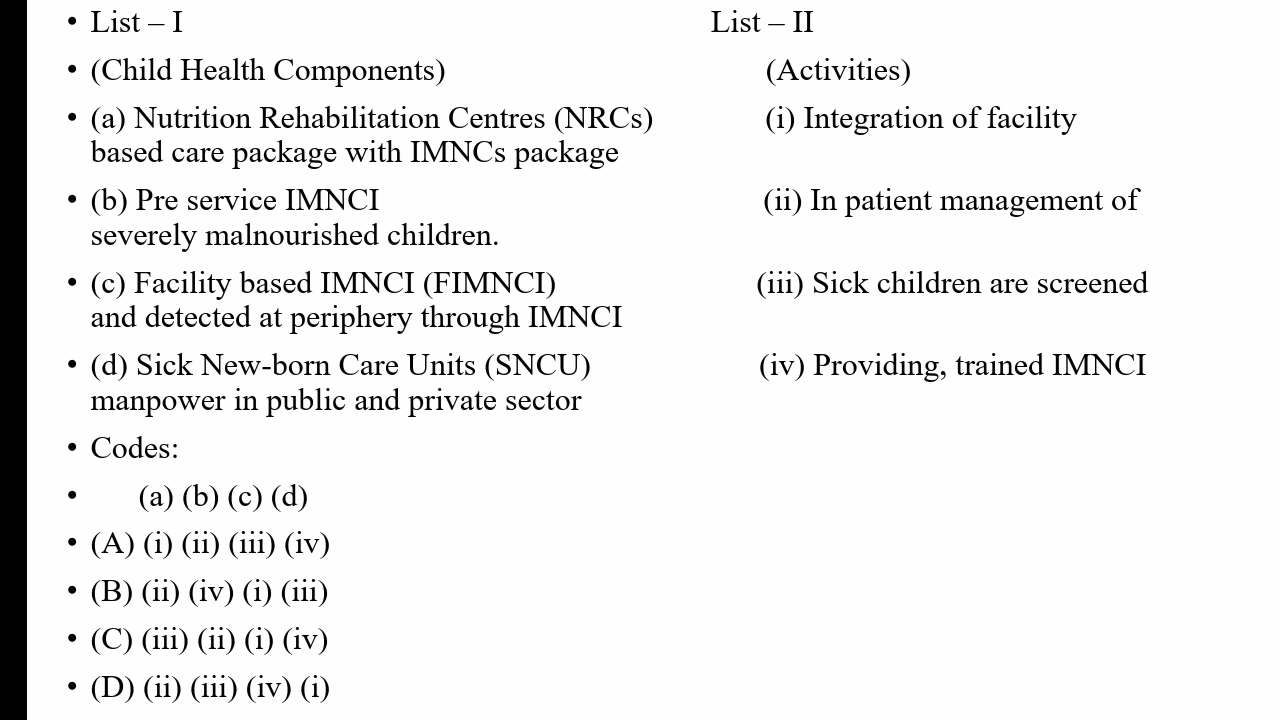 • List – I List – II
• (Child Health Components) (Activities)
• (a) Nutrition Rehabilitation Centres (NRCs) (i) Integration of facility
based care package with IMNCs package
• (b) Pre service IMNCI (ii) In patient management of
severely malnourished children.
• (c) Facility based IMNCI (FIMNCI) (iii) Sick children are screened
and detected at periphery through IMNCI
• (d) Sick New-born Care Units (SNCU) (iv) Providing, trained IMNCI
manpower in public and private sector
• Codes:
• (a) (b) (c) (d)
• (A) (i) (ii) (iii) (iv)
• (B) (ii) (iv) (i) (iii)
• (C) (iii) (ii) (i) (iv)
• (D) (ii) (iii) (iv) (i)